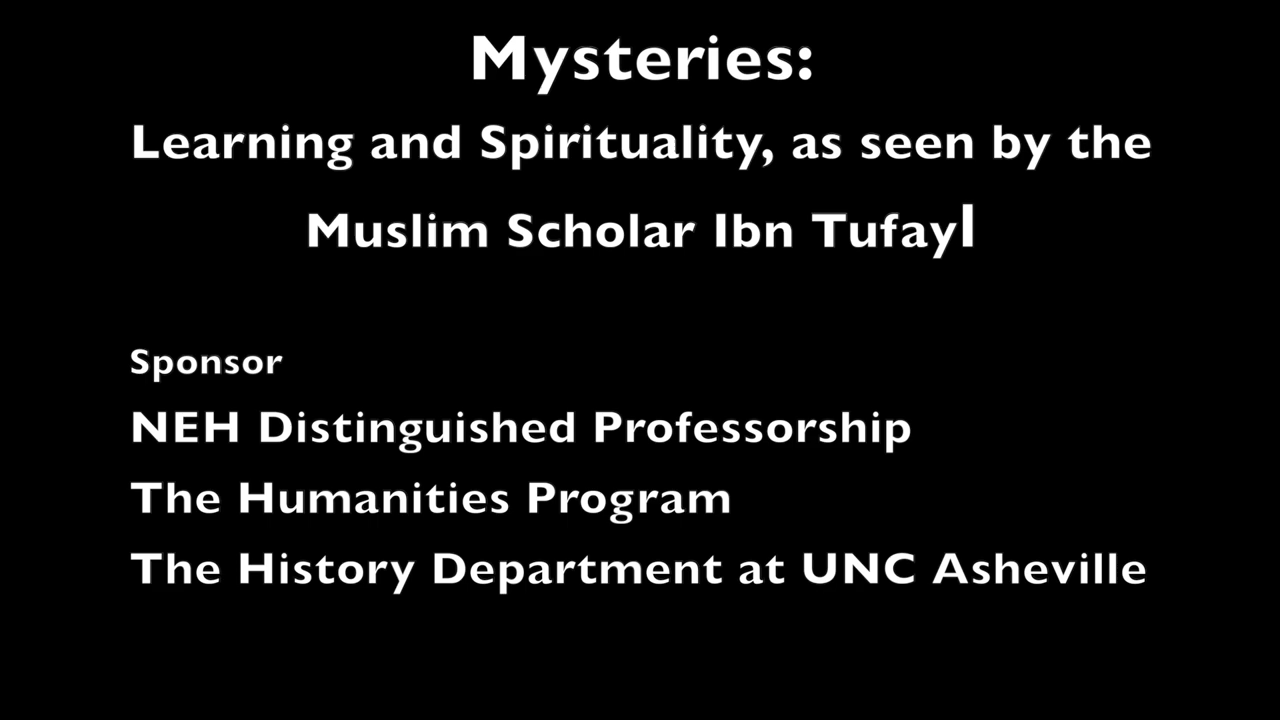 Mysteries:
Learning and Spirituality, as seen by the
Muslim Scholar Ibn Tufayl
Sponsor
NEH Distinguished Professorship
The Humanities Program
The History Department at UNC Asheville